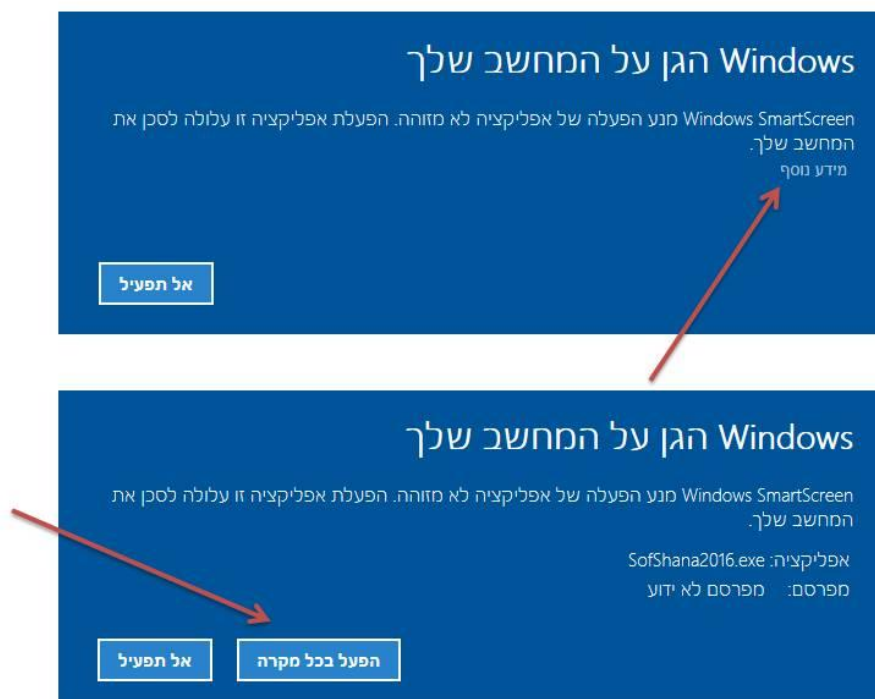 Windows הגן על המחשב שלך
Windows SmartScreen מנע הפעלה של אפליקציה לא מזוהה. הפעלת אפליקציה זו עלולה לסכן את
המחשב שלך.
מידע נוסף
אל תפעיל
Windows הגן על המחשב שלך
Windows SmartScreen מנע הפעלה של אפליקציה לא מזוהה. הפעלת אפליקציה זו עלולה לסכן את
המחשב שלך.
אפליקציה: SofShana2016.exe
מפרסם: מפרסם לא ידוע
הפעל בכל מקרה אל תפעיל